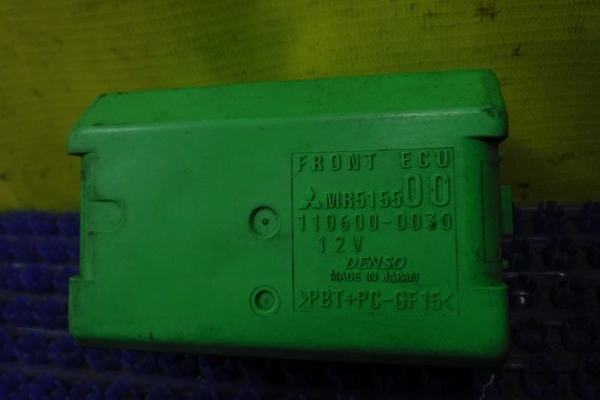 FRONT ECU
MR515500
110600-0030
12V
DENSO
MADE IN JAPAN
>PBT+PC-GF15<